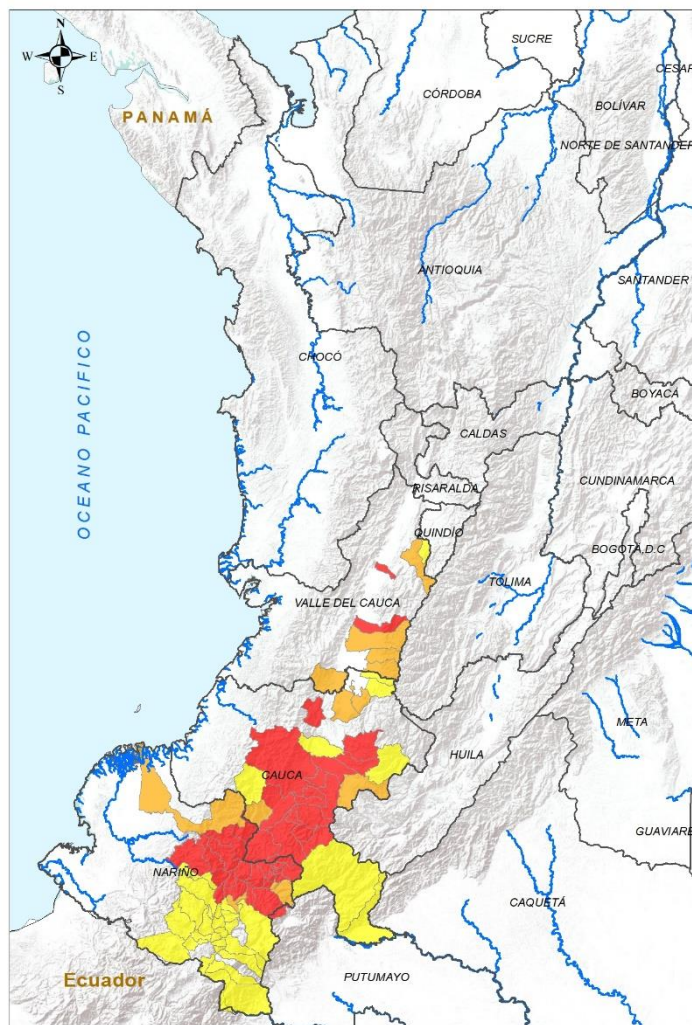 N
W E
S
SUCRE
CESAR
CÓRDOBA
BOLÍVAR
PANAMÁ
NORTE DE SANTANDER
ANTIOQUIA
SANTANDER
OCEANO PACIFICO
CHOCÓ
BOYACÁ
CALDAS
CUNDINAMARCA
RISARALDA
QUINDÍO
BOGOTÁ,D.C
TOLIMA
VALLE DEL CAUCA
META
HUILA
CAUCA
GUAVIARE
NARIÑO
CAQUETÁ
PUTUMAYO
Ecuador